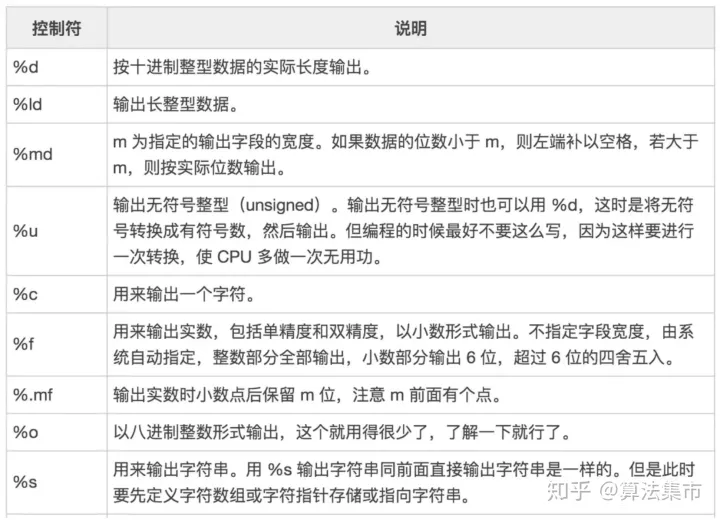 控制符 说明
%d 按十进制整型数据的实际长度输出。
%ld 输出长整型数据。
%md m 为指定的输出字段的宽度。如果数据的位数小于 m，则左端补以空格，若大于
m，则按实际位数输出。
%u 输出无符号整型（unsigned）。输出无符号整型时也可以用 %d，这时是将无符
号转换成有符号数，然后输出。但编程的时候最好不要这么写，因为这样要进行
一次转换，使 CPU 多做一次无用功。
%c 用来输出一个字符。
%f 用来输出实数，包括单精度和双精度，以小数形式输出。不指定字段宽度，由系
统自动指定，整数部分全部输出，小数部分输出 6 位，超过 6 位的四舍五入。
%.mf 输出实数时小数点后保留 m 位，注意 m 前面有个点。
%o 以八进制整数形式输出，这个就用得很少了，了解一下就行了。
%s 用来输出字符串。用 %s 输出字符串同前面直接输出字符串是一样的。但是此时
要先定义字符数组或字符指针存储或指向字符串。
知乎 @算法集市